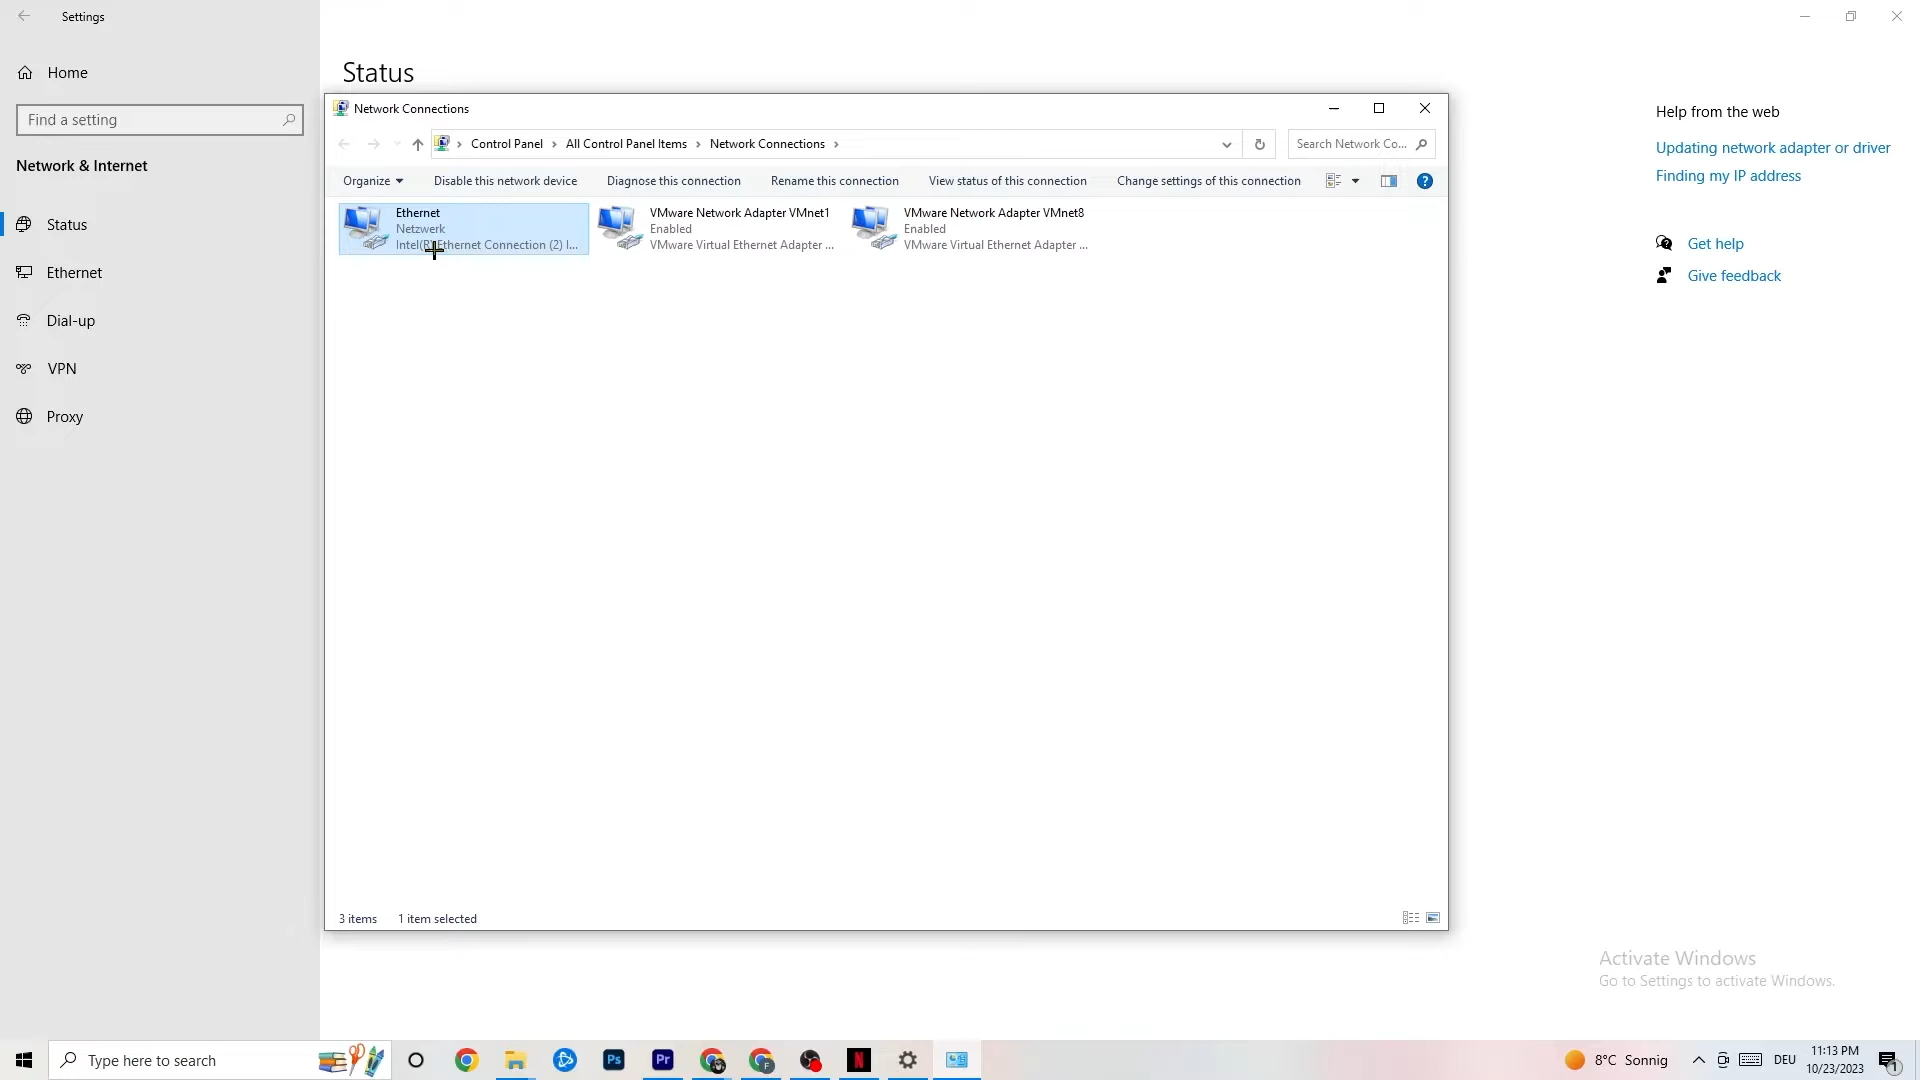 Settings
Home
Find a setting
Network & Internet
Status
Ethernet
Dial-up
VPN
Proxy
Status
Network Connections
Control Panel > All Control Panel Items > Network Connections >
Search Network Co...
Organize
Disable this network device
Diagnose this connection
Rename this connection
View status of this connection
Change settings of this connection
Ethernet
Netzwerk
Intel(R) Ethernet Connection (2) I...
VMware Network Adapter VMnet1
Enabled
VMware Virtual Ethernet Adapter ...
VMware Network Adapter VMnet8
Enabled
VMware Virtual Ethernet Adapter ...
3 items
1 item selected
Help from the web
Updating network adapter or driver
Finding my IP address
Get help
Give feedback
Activate Windows
Go to Settings to activate Windows.
Type here to search
Ps
Pr
F
N
8°C Sonnig
DEU
11:13 PM
10/23/2023
1